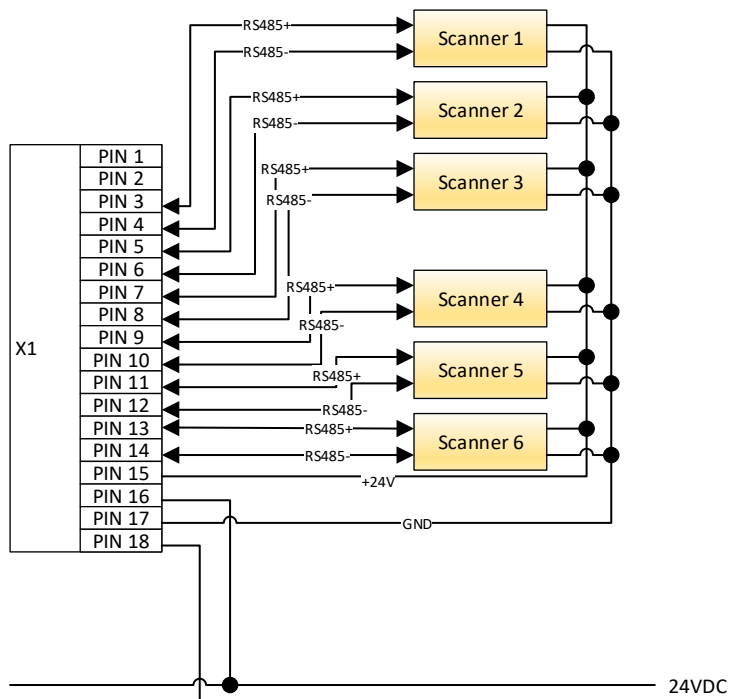 RS485+
Scanner 1
RS485-
RS485+
Scanner 2
RS485-
PIN 1
PIN 2
PIN 3
PIN 4
PIN 5
PIN 6
PIN 7
PIN 8
PIN 9
PIN 10
PIN 11
PIN 12
PIN 13
PIN 14
PIN 15
PIN 16
PIN 17
PIN 18
X1
RS485+
Scanner 3
RS485-
RS485+
Scanner 4
RS485-
RS485+
Scanner 5
RS485-
RS485+
Scanner 6
RS485-
+24V
GND
24VDC